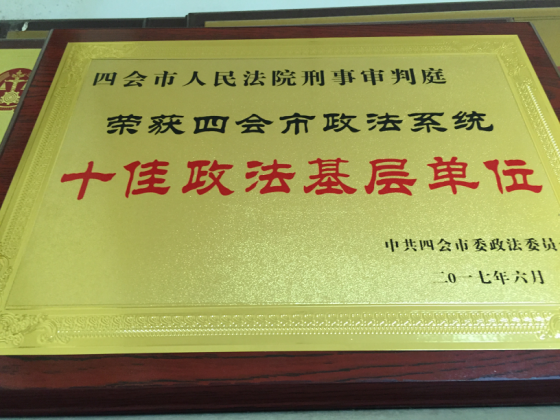 四会市人民法院刑事审判庭
荣获四会市政法系统
十佳政法基层单位
中共四会市委政法委员
二〇一七年六月